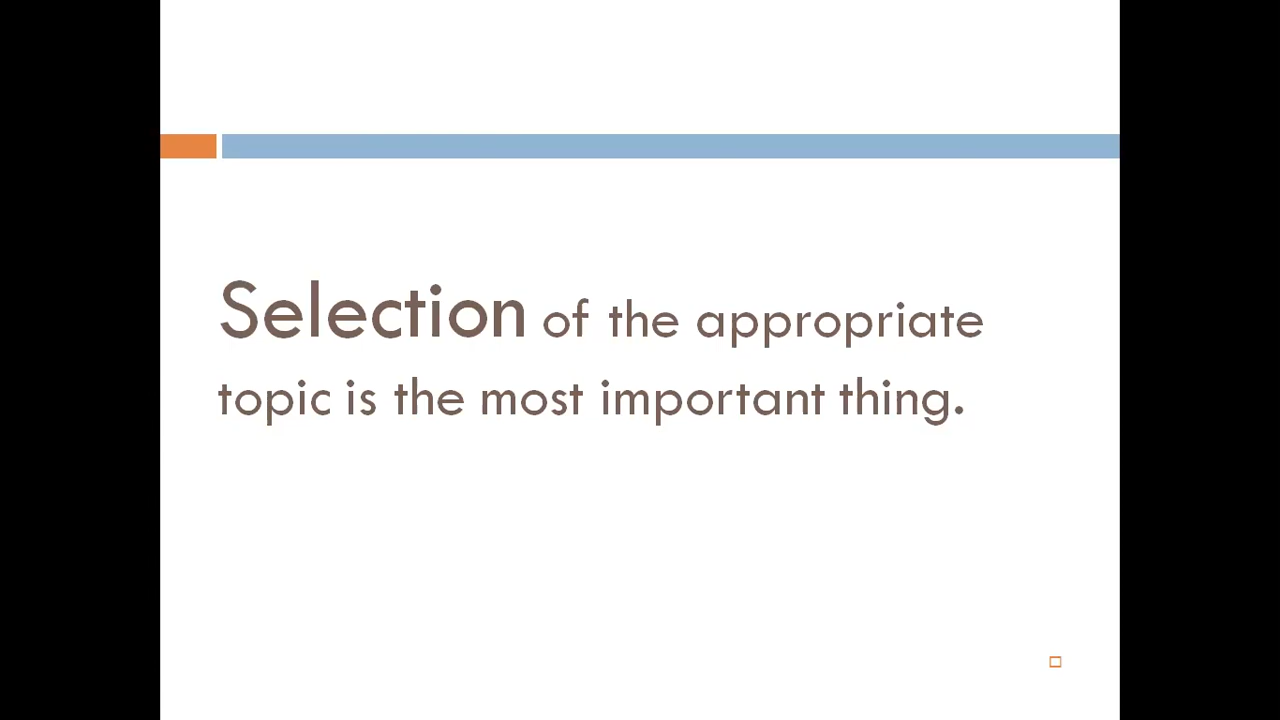 Selection of the appropriate
topic is the most important thing.